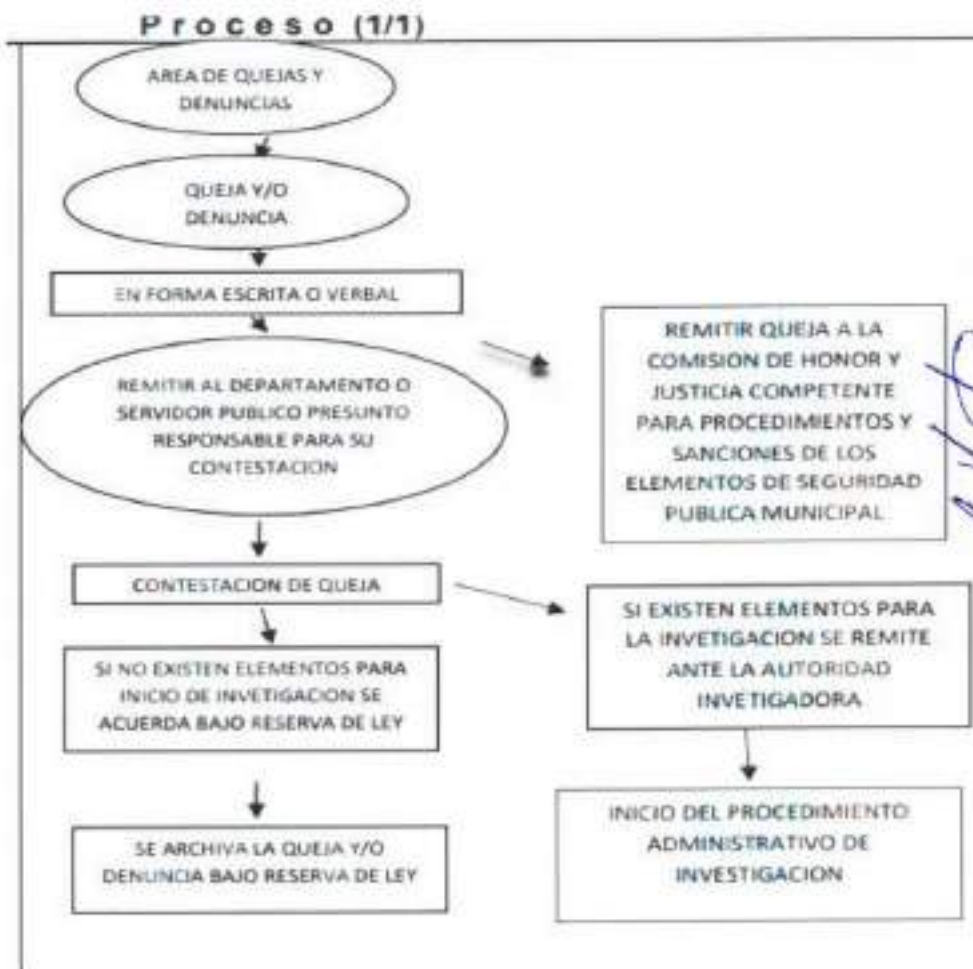 Proceso (1/1)
AREA DE QUEJAS Y
DENUNCIAS
QUEJA Y/O
DENUNCIA
EN FORMA ESCRITA O VERBAL
REMITIR AL DEPARTAMENTO O
SERVIDOR PUBLICO PRESUNTO
RESPONSABLE PARA SU
CONTESTACION
REMITIR QUEJA A LA
COMISION DE HONOR Y
JUSTICIA COMPETENTE
PARA PROCEDIMIENTOS Y
SANCIONES DE LOS
ELEMENTOS DE SEGURIDAD
PUBLICA MUNICIPAL
CONTESTACION DE QUEJA
SI EXISTEN ELEMENTOS PARA
LA INVETIGACION SE REMITE
ANTE LA AUTORIDAD
INVETIGADORA
SI NO EXISTEN ELEMENTOS PARA
INICIO DE INVETIGACION SE
ACUERDA BAJO RESERVA DE LEY
SE ARCHIVA LA QUEJA Y/O
DENUNCIA BAJO RESERVA DE LEY
INICIO DEL PROCEDIMIENTO
ADMINISTRATIVO DE
INVESTIGACION